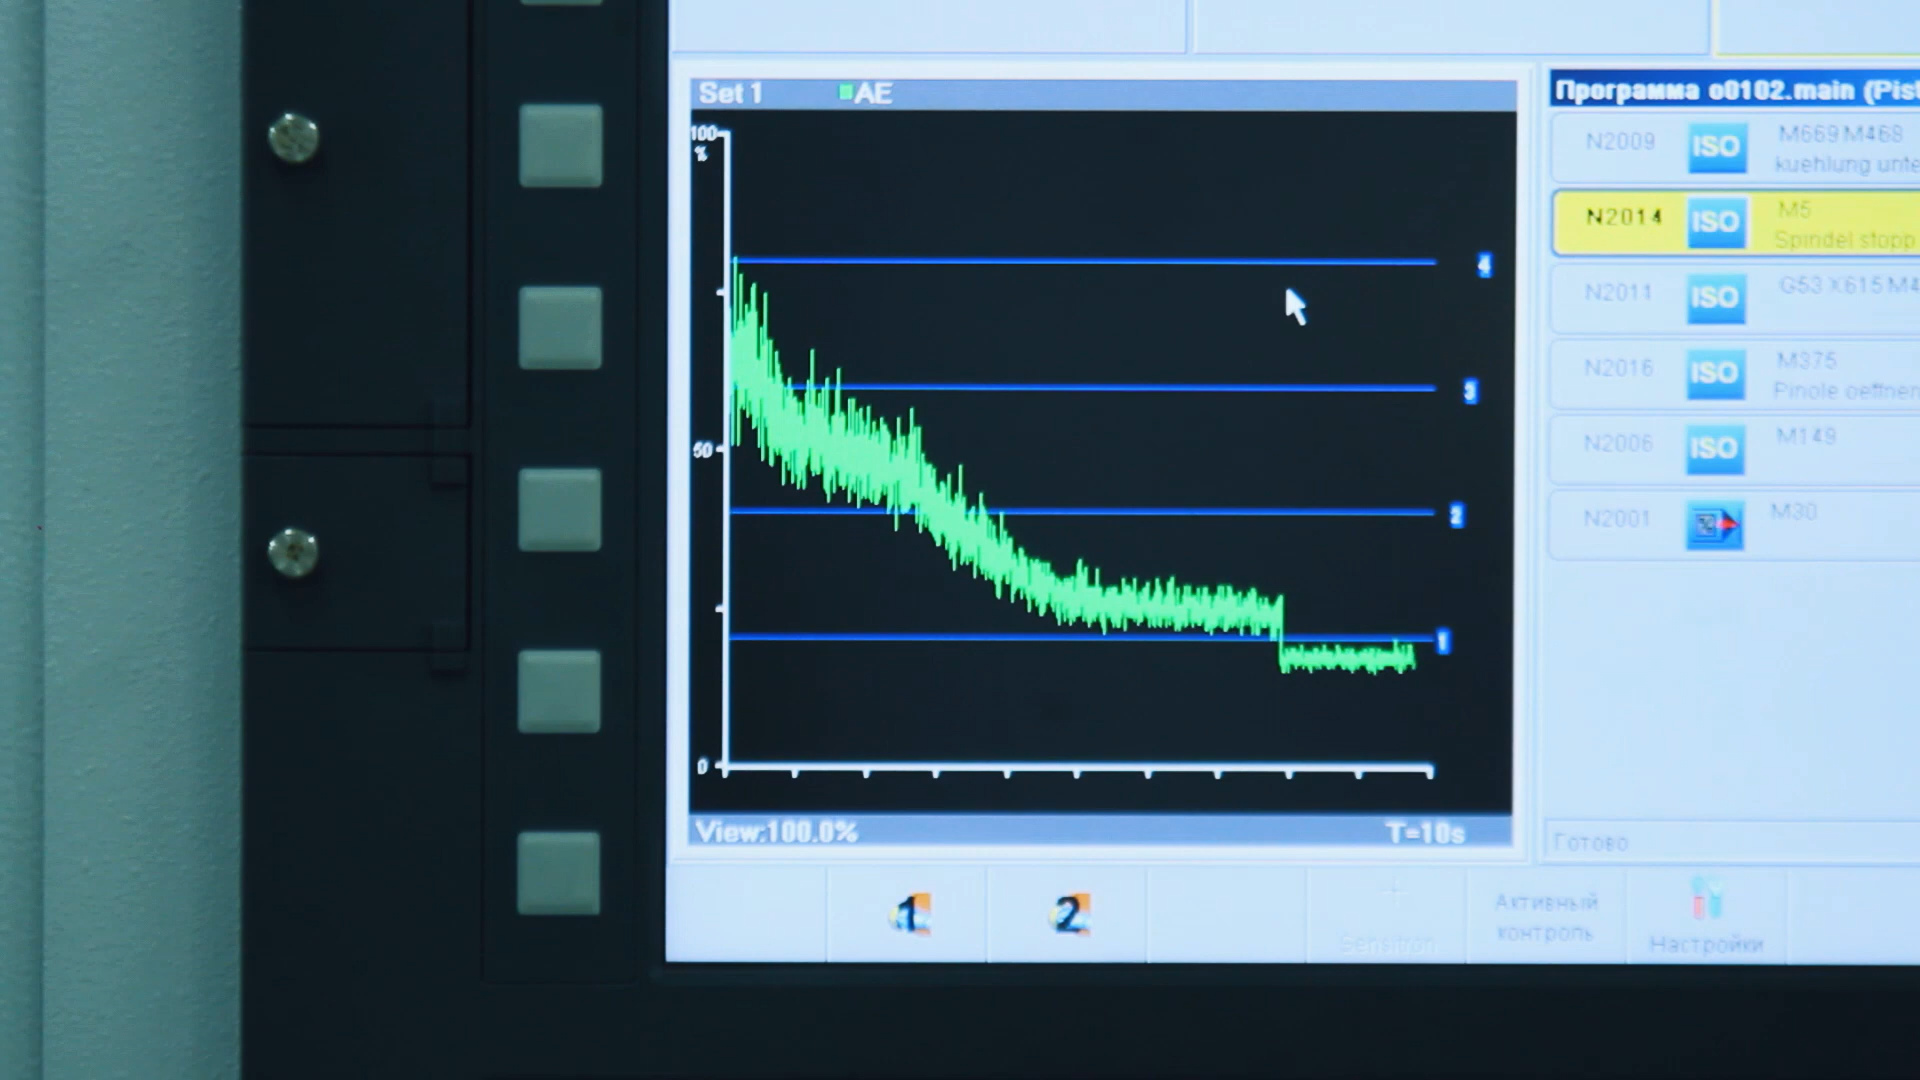 Set 1
AE
100
%
50
0
4
3
2
1
View:100.0%
T=10s
Программа o0102.main (Pist
N2009
ISO
M669 M468
kuehlung unte
N2014
ISO
M5
Spindel stopp
N2011
ISO
G53 X615 M4
N2016
ISO
M375
Pinole oeffnen
N2006
ISO
M149
N2001
M30
Готово
1
2
Sensitron
Активный
контроль
Настройки